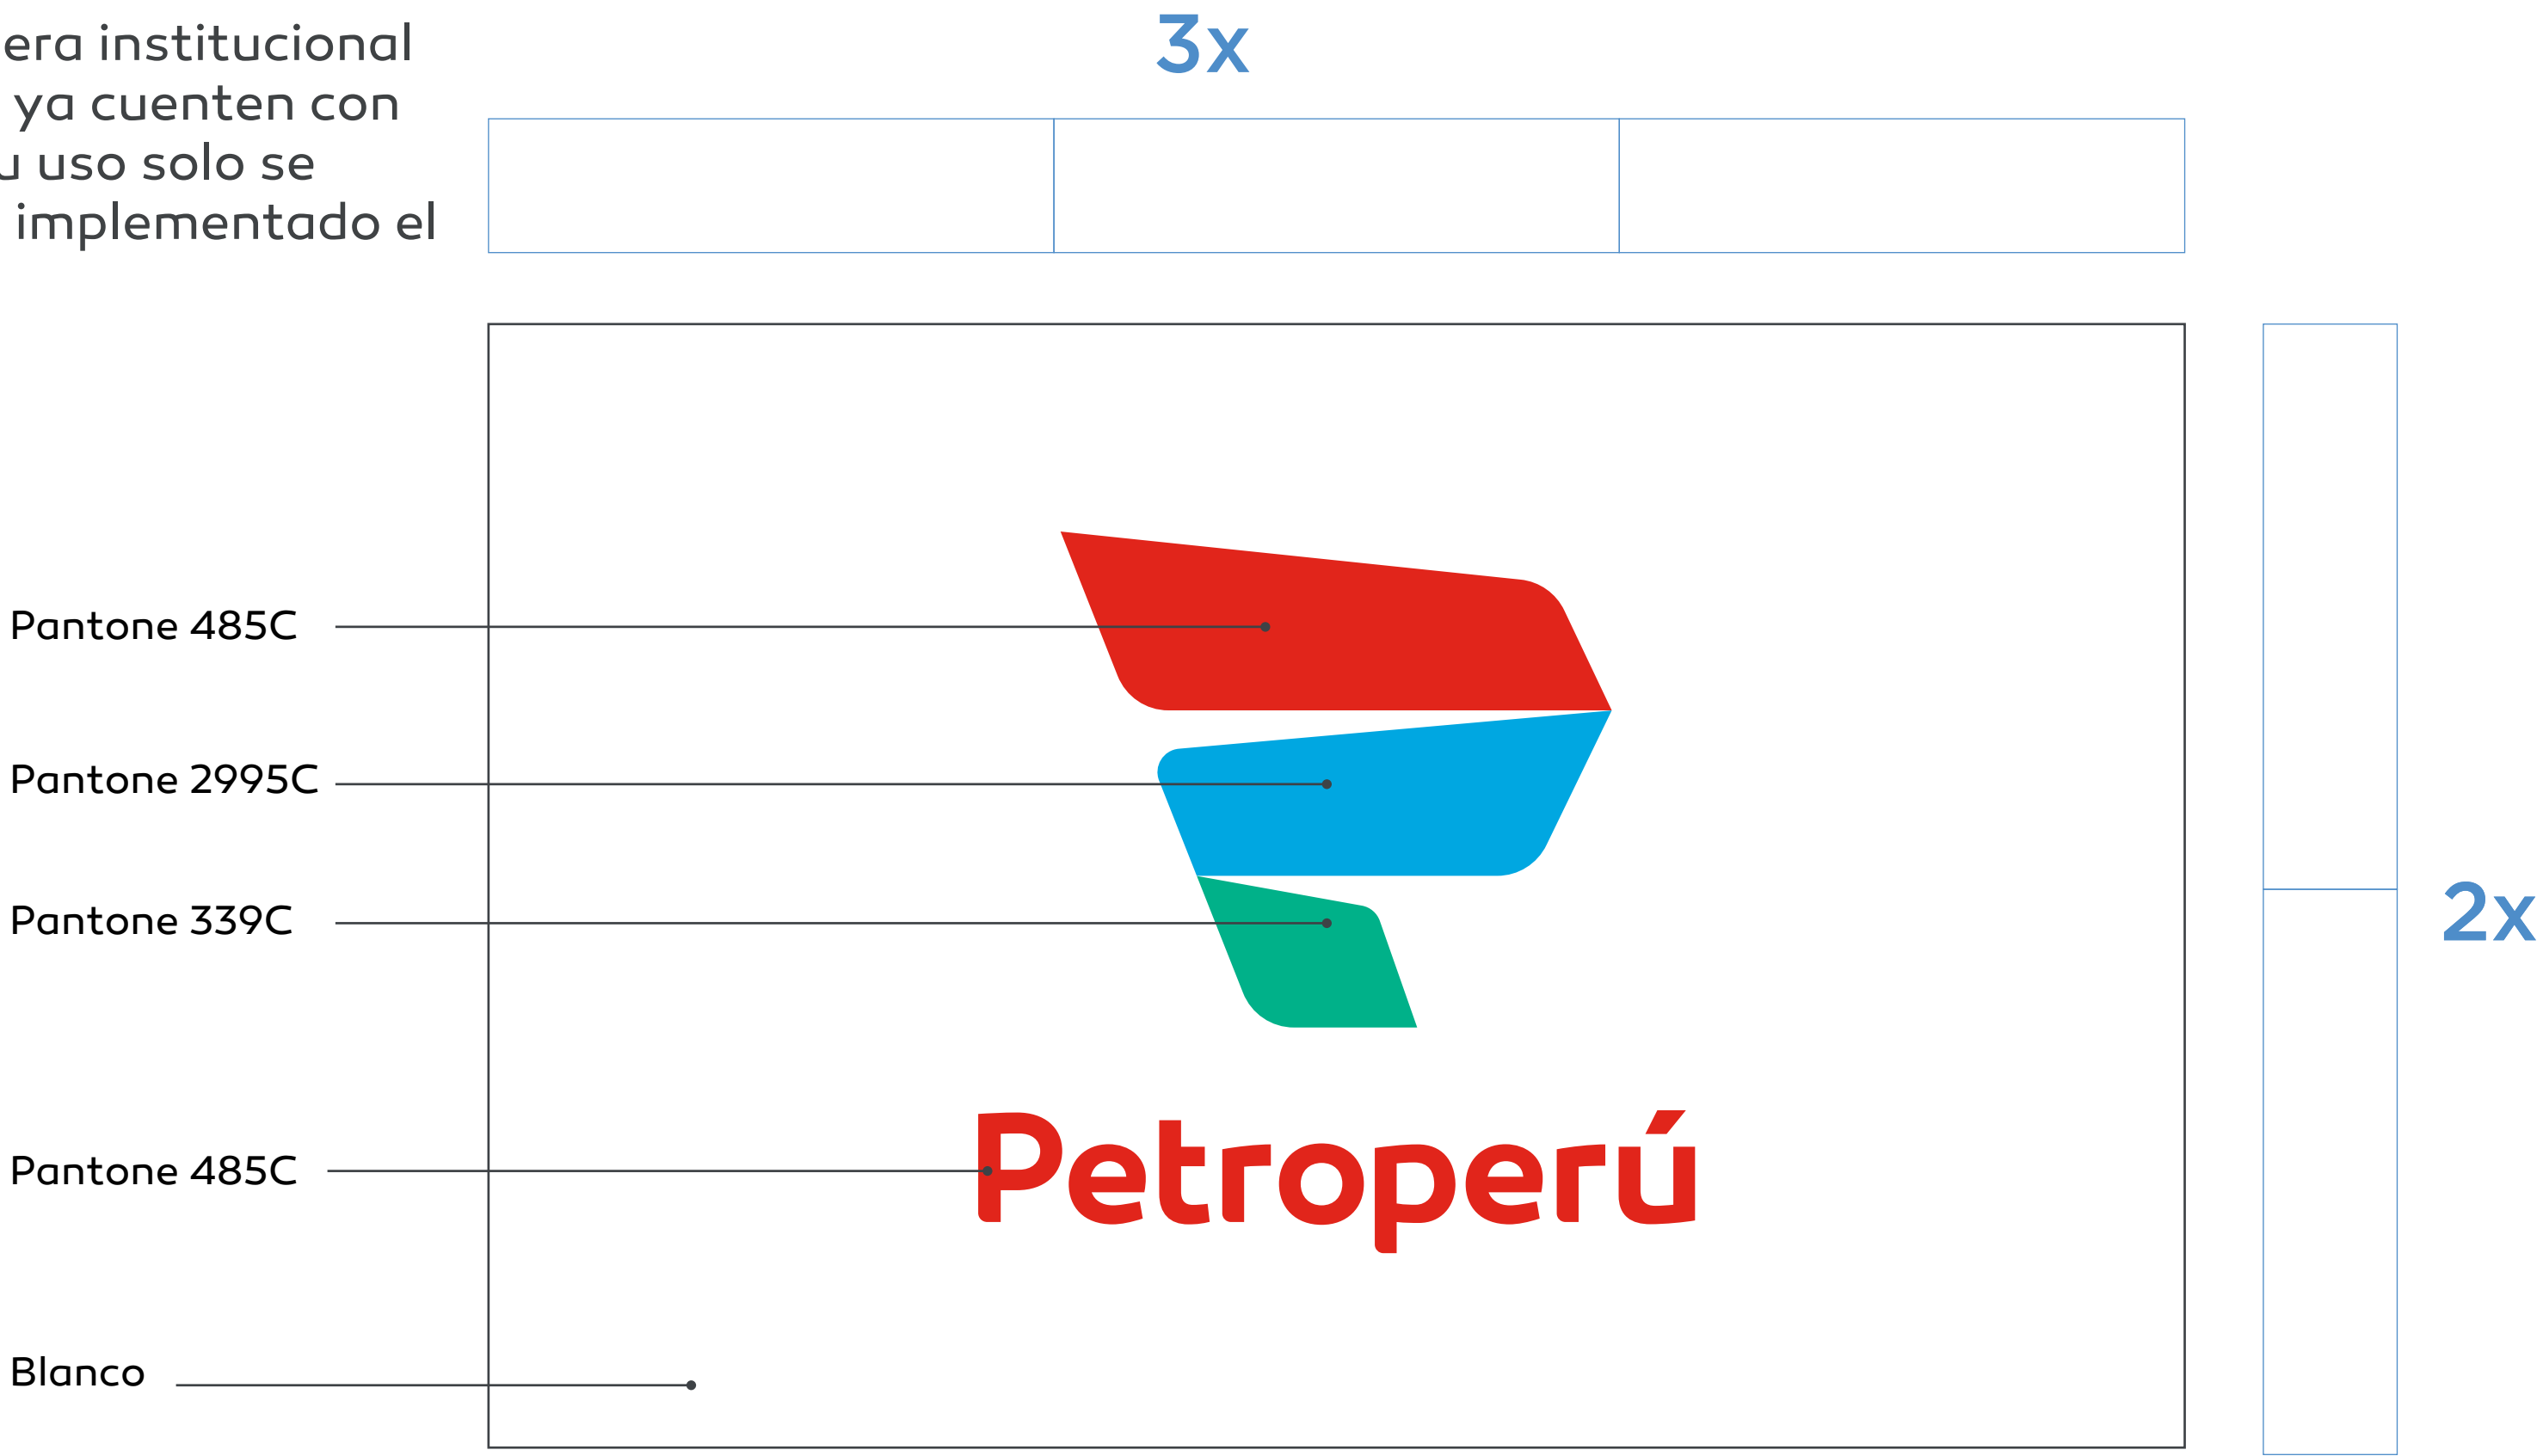 era institucional
ya cuenten con
u uso solo se
implementado el
3x
Pantone 485C
Pantone 2995C
Pantone 339C
2x
Petroperú
Pantone 485C
Blanco